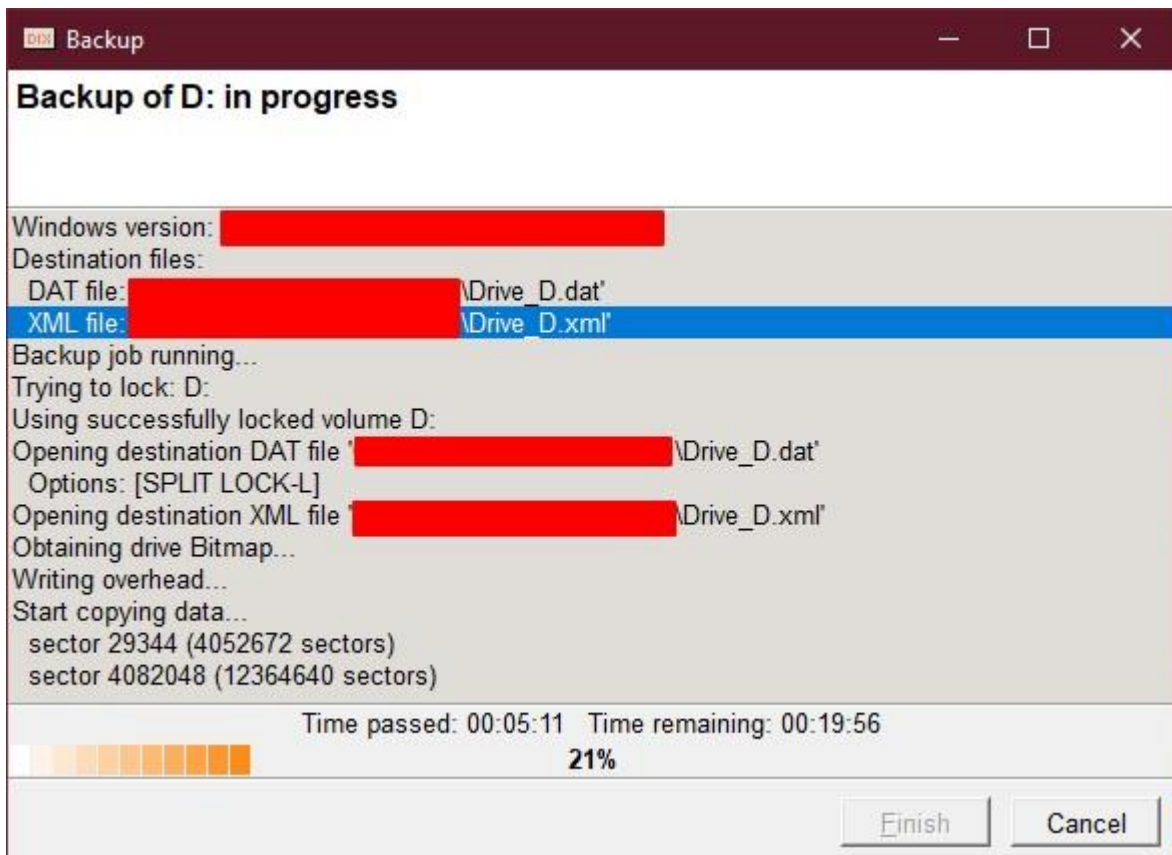 DIX Backup
Backup of D: in progress
Windows version:
Destination files:
DAT file: \Drive_D.dat'
XML file: \Drive_D.xml'
Backup job running...
Trying to lock: D:
Using successfully locked volume D:
Opening destination DAT file ' \Drive_D.dat'
Options: [SPLIT LOCK-L]
Opening destination XML file ' \Drive_D.xml'
Obtaining drive Bitmap...
Writing overhead...
Start copying data...
sector 29344 (4052672 sectors)
sector 4082048 (12364640 sectors)
Time passed: 00:05:11 Time remaining: 00:19:56
21%
Finish Cancel